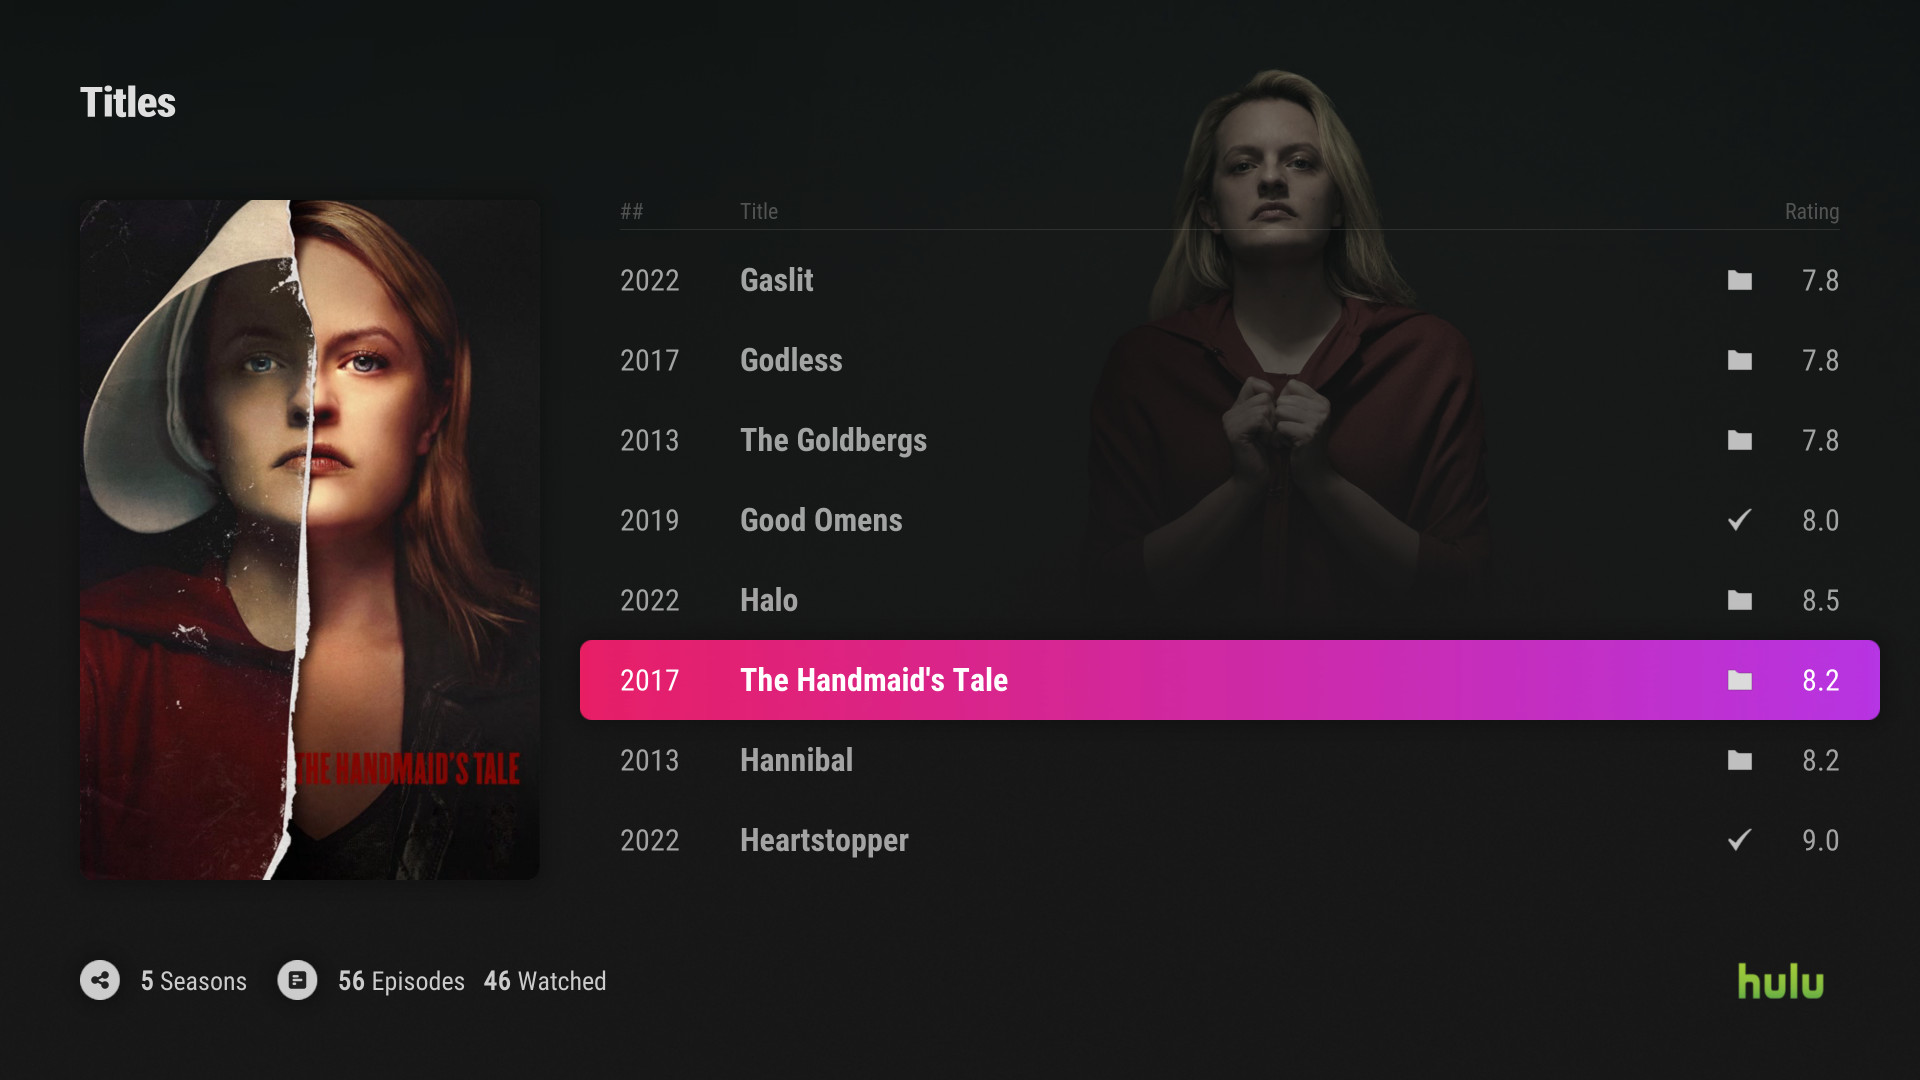 Titles
## Title Rating
2022 Gaslit 7.8
2017 Godless 7.8
2013 The Goldbergs 7.8
2019 Good Omens 8.0
2022 Halo 8.5
2017 The Handmaid's Tale 8.2
2013 Hannibal 8.2
2022 Heartstopper 9.0
THE HANDMAID'S TALE
5 Seasons 56 Episodes 46 Watched
hulu